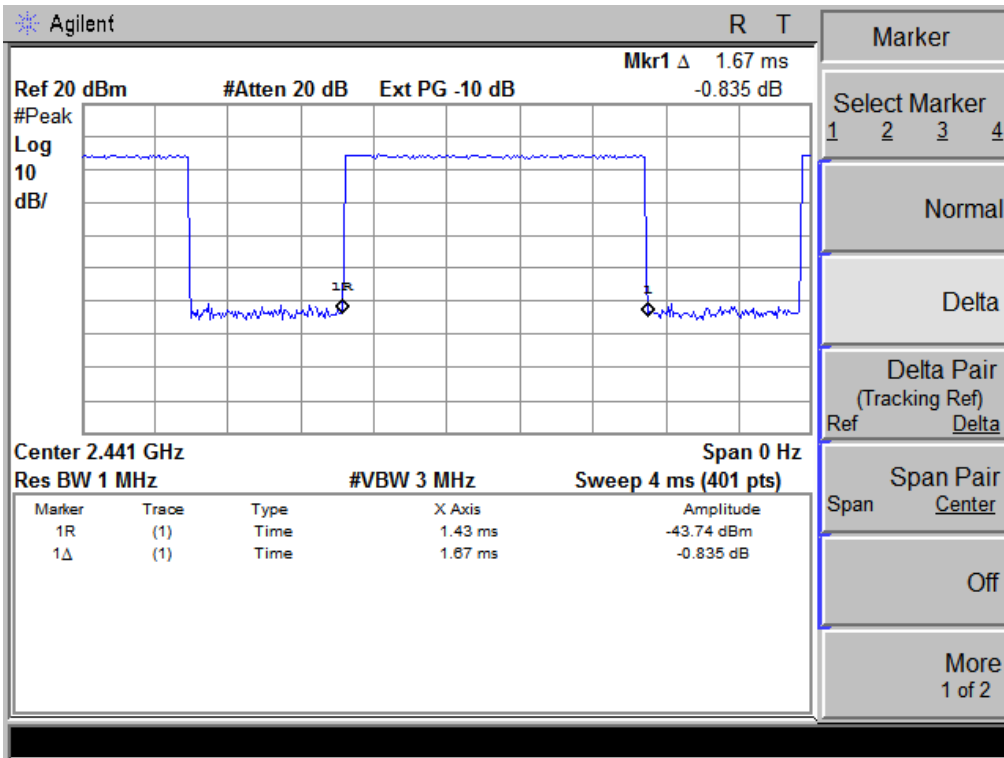 Agilent R T
Mkr1 Δ 1.67 ms
Ref 20 dBm #Atten 20 dB Ext PG -10 dB -0.835 dB
#Peak
Log
10
dB/
1R
1
Center 2.441 GHz Span 0 Hz
Res BW 1 MHz #VBW 3 MHz Sweep 4 ms (401 pts)
Marker Trace Type X Axis Amplitude
1R (1) Time 1.43 ms -43.74 dBm
1Δ (1) Time 1.67 ms -0.835 dB
Marker
Select Marker
1 2 3 4
Normal
Delta
Delta Pair
(Tracking Ref)
Ref Delta
Span Pair
Span Center
Off
More
1 of 2